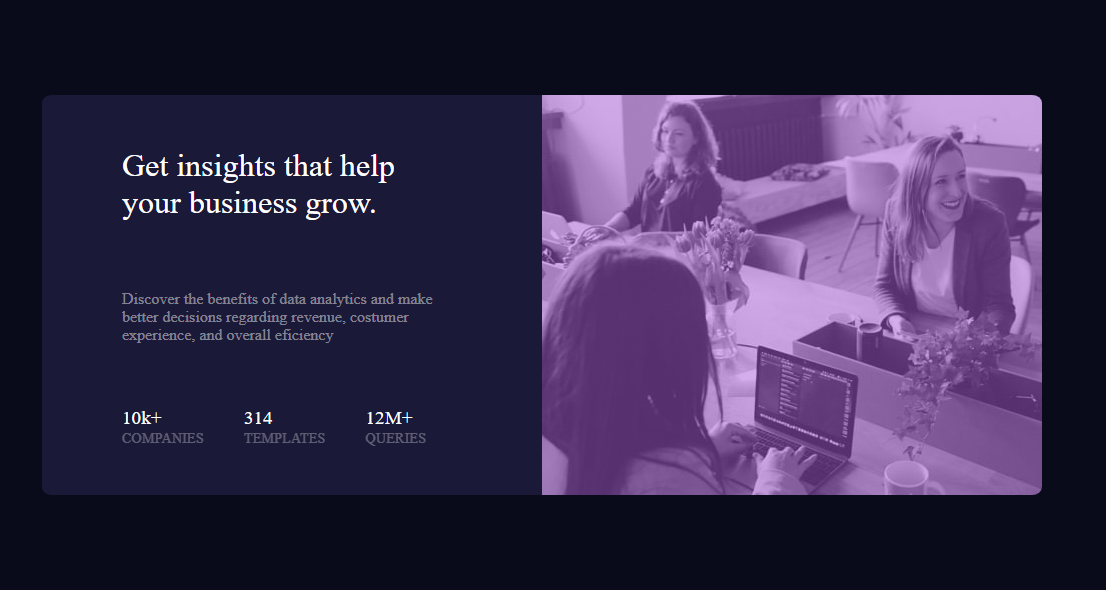 Get insights that help
your business grow.
Discover the benefits of data analytics and make
better decisions regarding revenue, costumer
experience, and overall eficiency
10k+ 314 12M+
COMPANIES TEMPLATES QUERIES